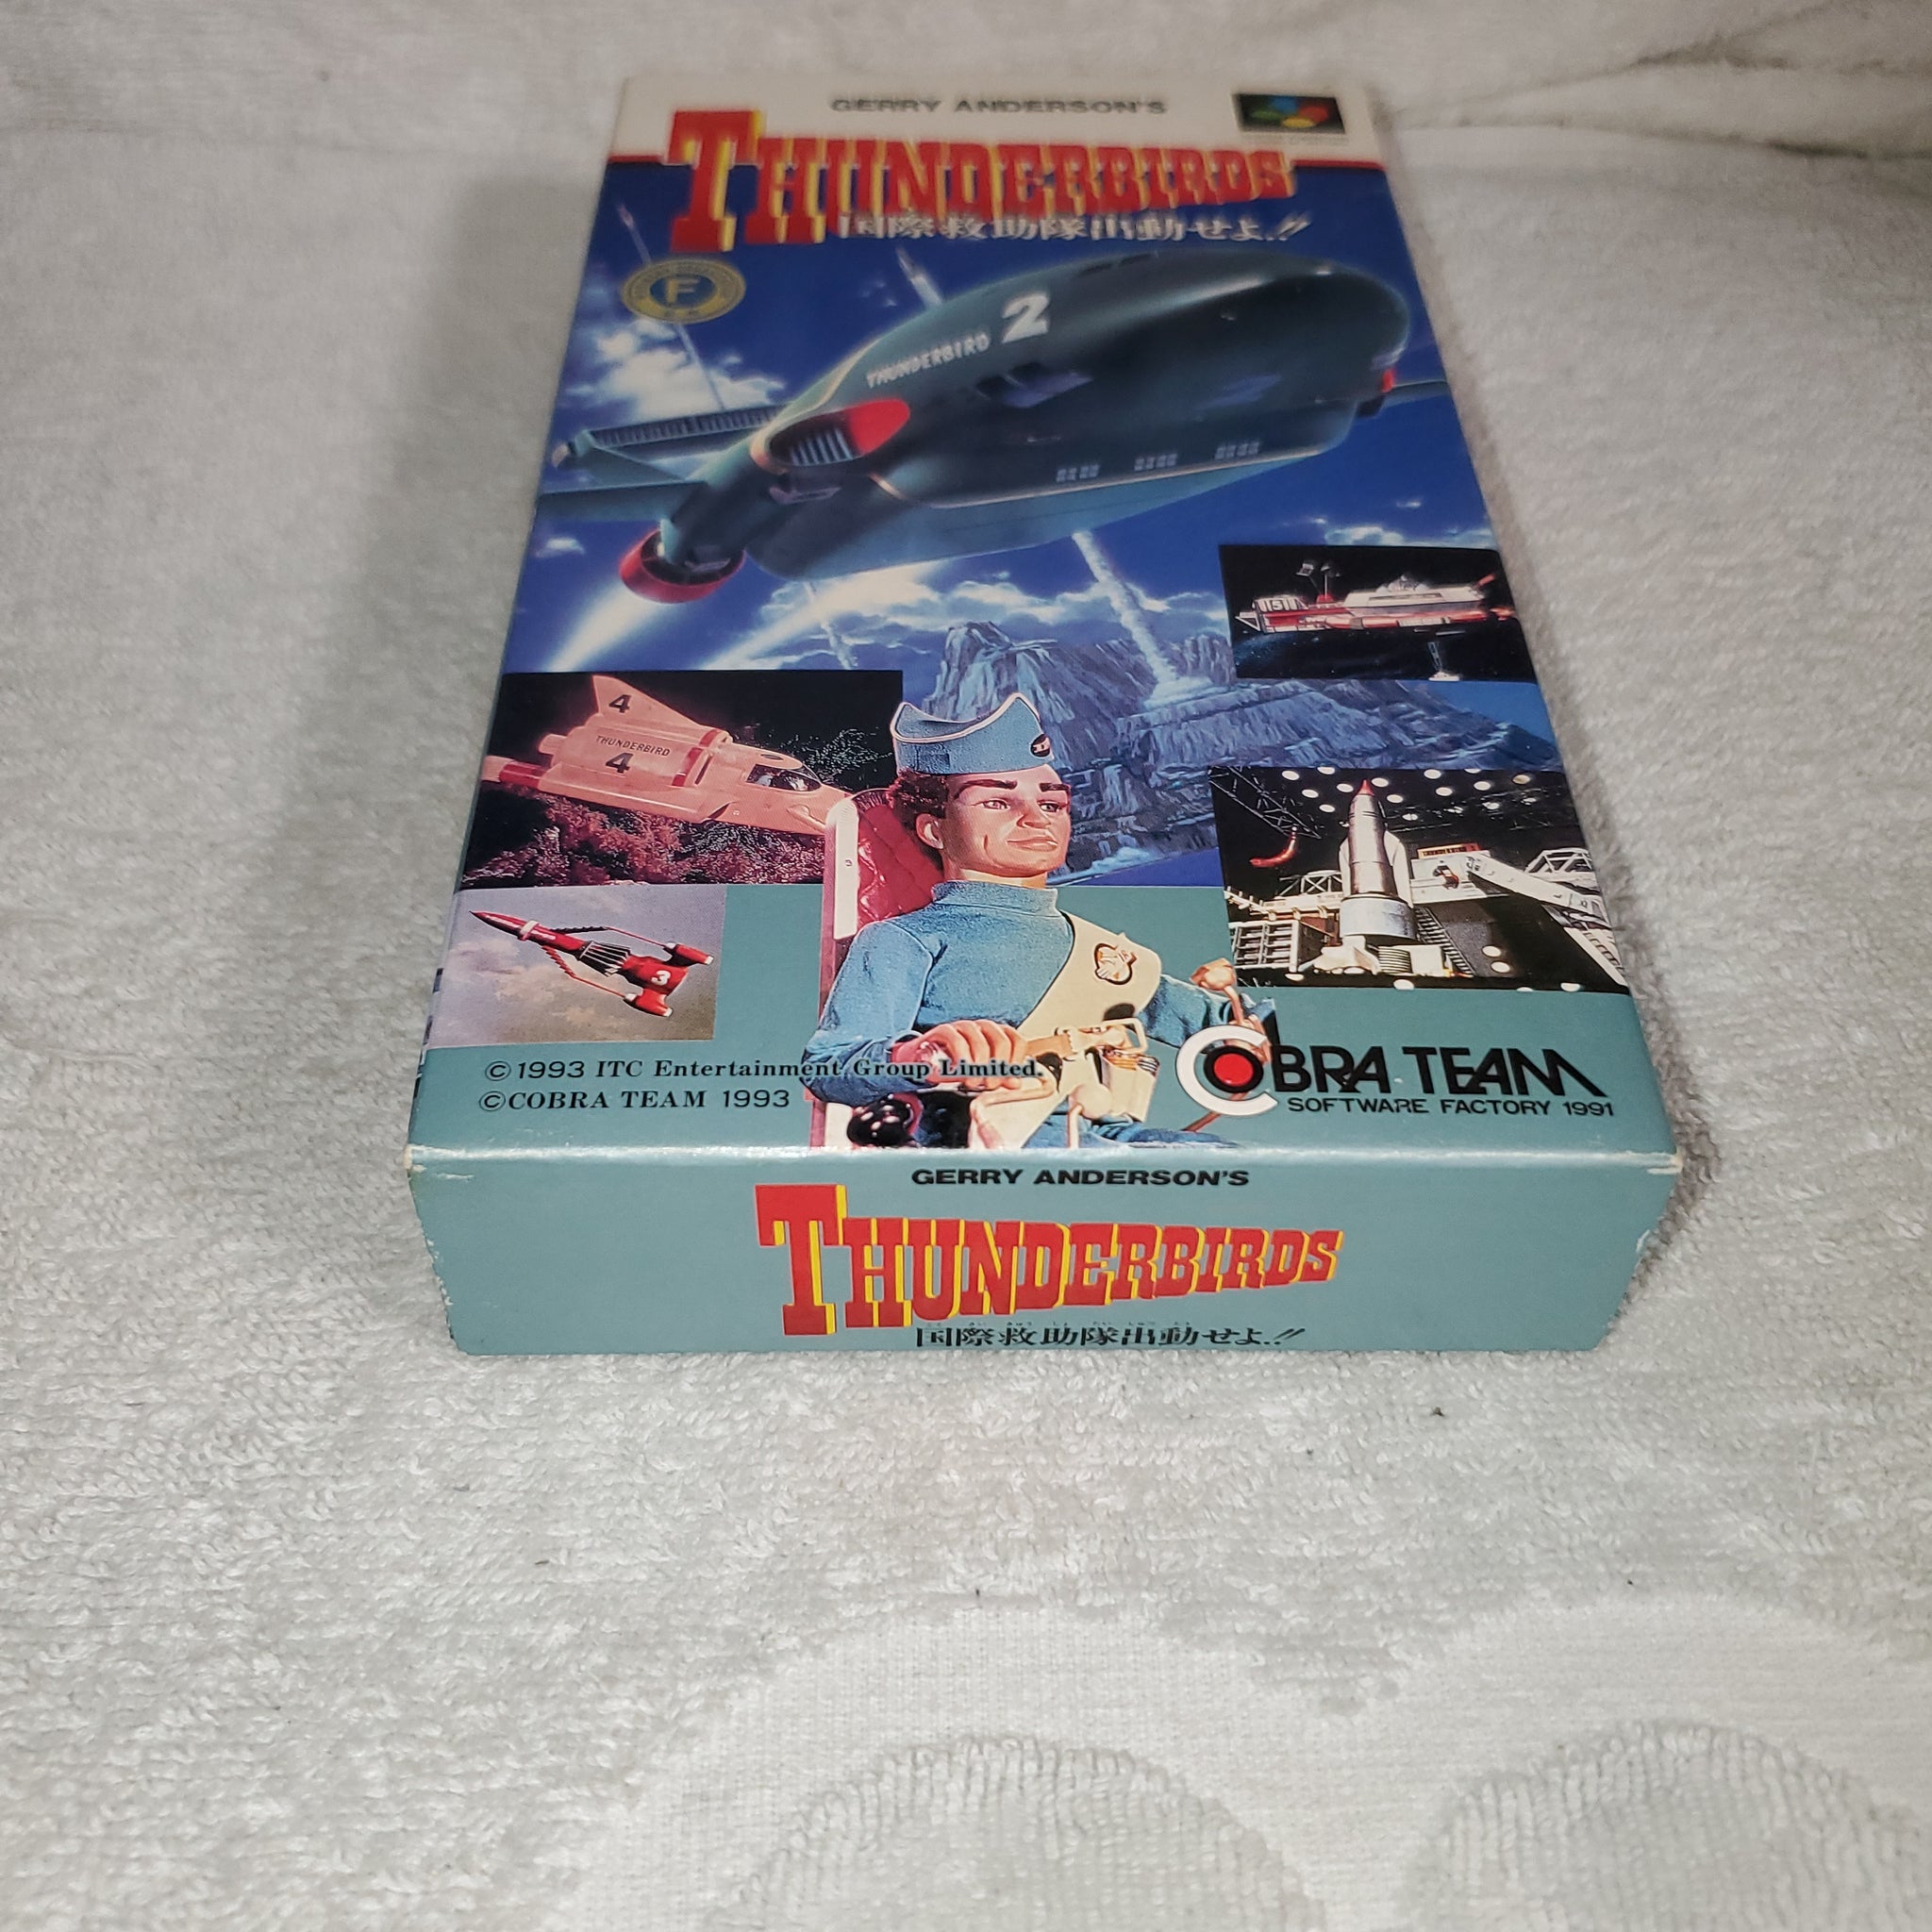 GERRY ANDERSON'S
THUNDERBIRDS
国際救助隊出動せよ!!
F
THUNDERBIRD 2
5
4
THUNDERBIRD
4
3
©1993 ITC Entertainment Group Limited.
©COBRA TEAM 1993
COBRA TEAM
SOFTWARE FACTORY 1991
GERRY ANDERSON'S
THUNDERBIRDS
国際救助隊出動せよ!!